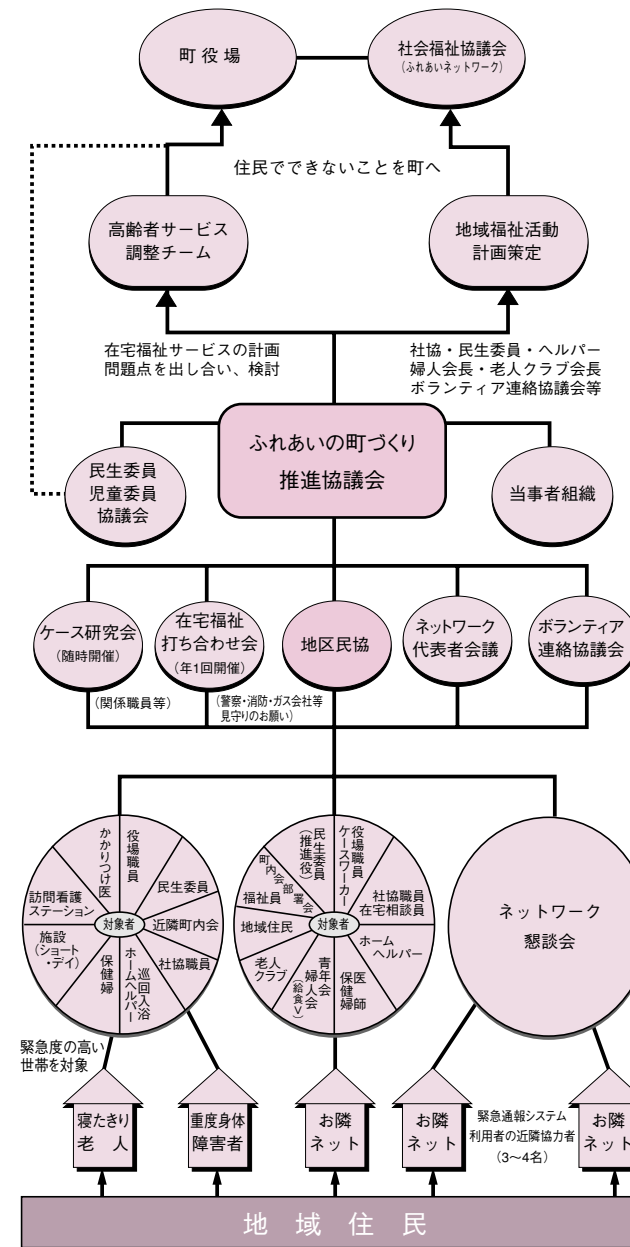 町役場
社会福祉協議会
(ふれあいネットワーク)
住民でできないことを町へ
高齢者サービス
調整チーム
地域福祉活動
計画策定
在宅福祉サービスの計画
問題点を出し合い、検討
社協・民生委員・ヘルパー
婦人会長・老人クラブ会長
ボランティア連絡協議会等
ふれあいの町づくり
推進協議会
民生委員
児童委員
協議会
当事者組織
ケース研究会
(随時開催)
(関係職員等)
在宅福祉
打ち合わせ会
(年1回開催)
(警察・消防・ガス会社等
見守りのお願い)
地区民協
ネットワーク
代表者会議
ボランティア
連絡協議会
かかりつけ医
役場職員
訪問看護
ステーション
民生委員
対象者
近隣町内会
施設
(ショート
・デイ)
社協職員
保健婦
ホームヘルパー
巡回入浴
民生委員
(推進役)
役場職員
ケースワーカー
町内会部署会
福祉員
社協職員
在宅相談員
地域住民
対象者
ホーム
ヘルパー
老人
クラブ
青年会
婦人会
(給食V)
医師
保健婦
ネットワーク
懇談会
緊急度の高い
世帯を対象
寝たきり
老人
重度身体
障害者
お隣
ネット
お隣
ネット
緊急通報システム
利用者の近隣協力者
(3〜4名)
お隣
ネット
地域住民